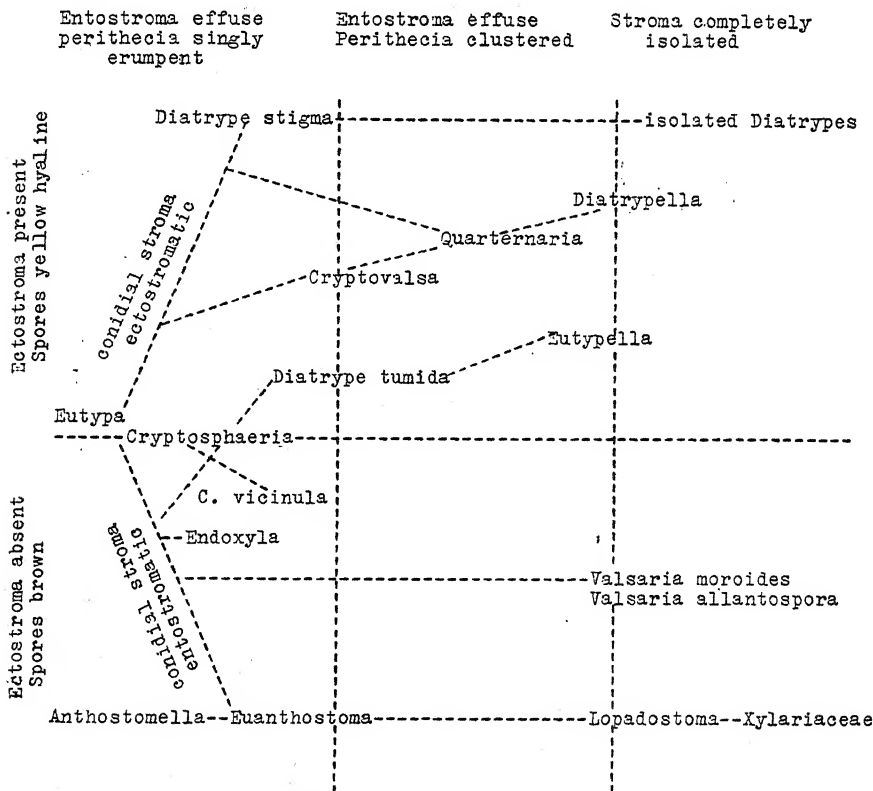 Entostroma effuse
perithecia singly
erumpent
Entostroma effuse
Perithecia clustered
Stroma completely
isolated
Ectostroma present
Spores yellow hyaline
Diatrype stigma
isolated Diatrypes
conidial stroma
ectostromatic
Diatrypella
Quarternaria
Cryptovalsa
Eutypella
Diatrype tumida
Eutypa
Cryptosphaeria
C. vicinula
Ectostroma absent
Spores brown
Endoxyla
conidial stroma
entostromatic
Valsaria moroides
Valsaria allantospora
Anthostomella--Euanthostoma
Lopadostoma--Xylariaceae